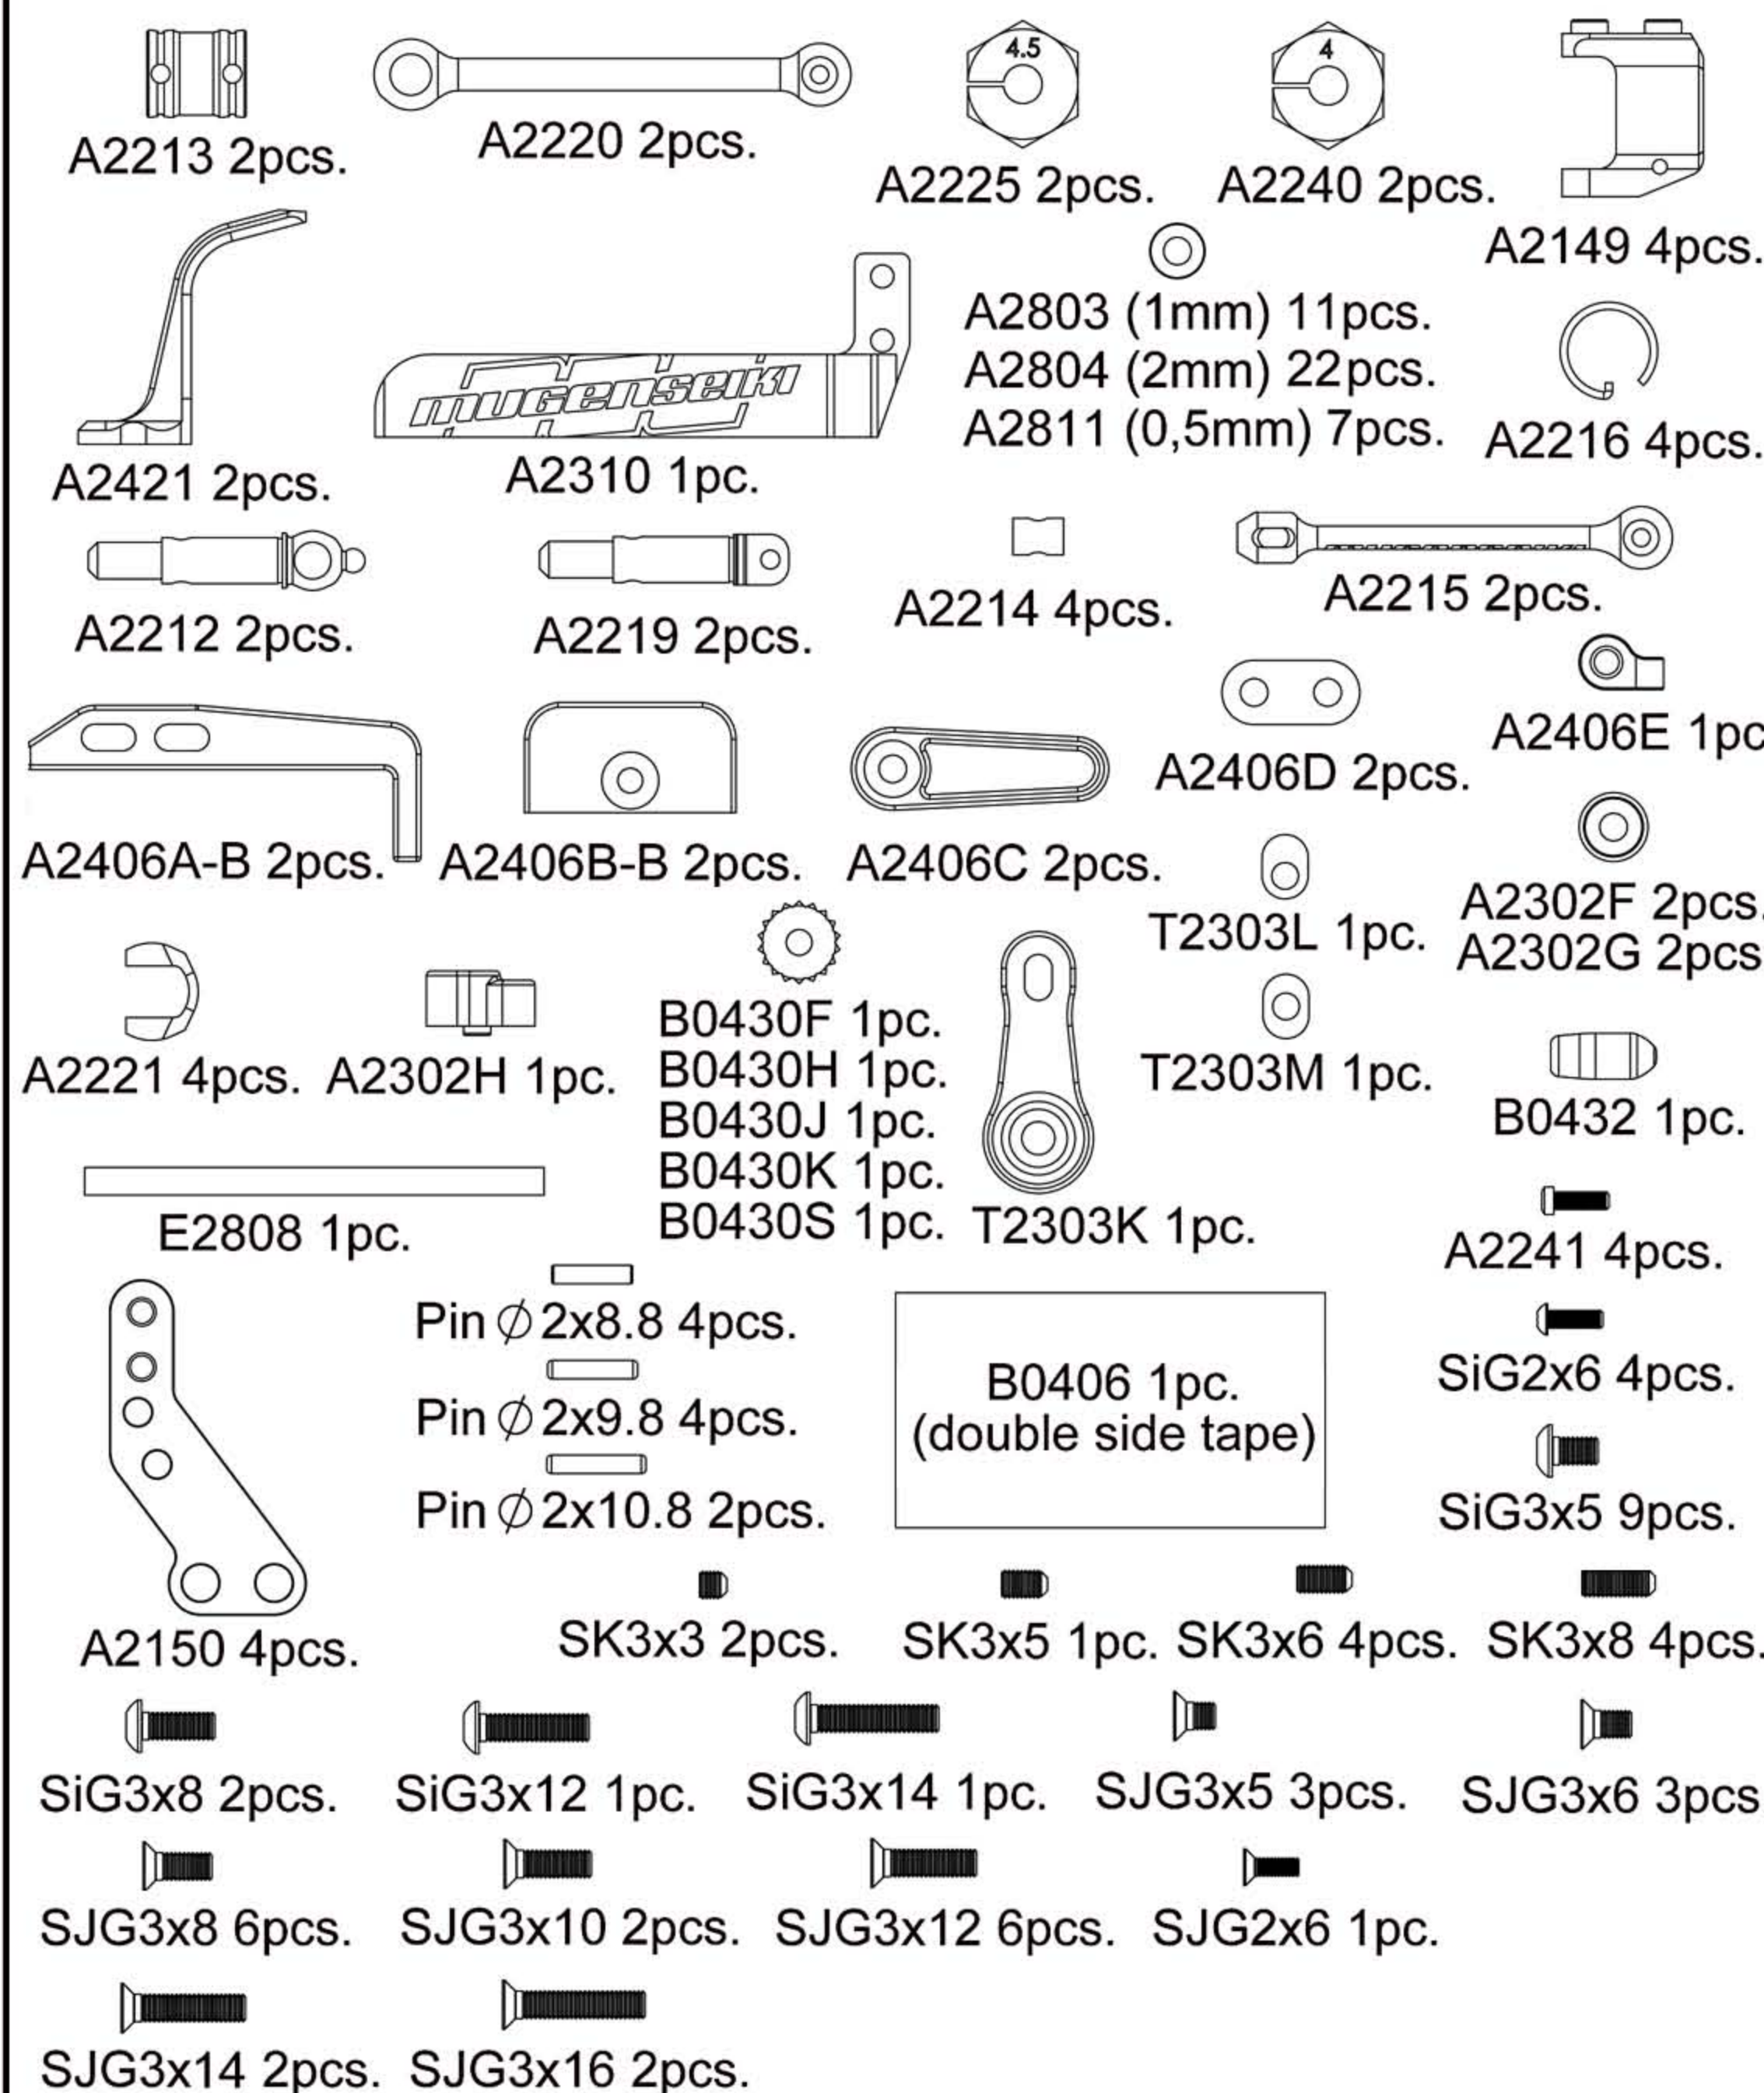 4.5
4
A2213 2pcs.
A2220 2pcs.
A2225 2pcs.
A2240 2pcs.
A2149 4pcs.
A2803 (1mm) 11pcs.
A2804 (2mm) 22pcs.
A2811 (0,5mm) 7pcs.
A2216 4pcs.
mugenseiki
A2421 2pcs.
A2310 1pc.
A2212 2pcs.
A2219 2pcs.
A2214 4pcs.
A2215 2pcs.
A2406D 2pcs.
A2406E 1pc
A2406A-B 2pcs.
A2406B-B 2pcs.
A2406C 2pcs.
T2303L 1pc.
A2302F 2pcs.
A2302G 2pcs
A2221 4pcs.
A2302H 1pc.
B0430F 1pc.
B0430H 1pc.
B0430J 1pc.
B0430K 1pc.
B0430S 1pc.
T2303M 1pc.
B0432 1pc.
E2808 1pc.
T2303K 1pc.
A2241 4pcs.
Pin ∅ 2x8.8 4pcs.
Pin ∅ 2x9.8 4pcs.
Pin ∅ 2x10.8 2pcs.
B0406 1pc.
(double side tape)
SiG2x6 4pcs.
SiG3x5 9pcs.
A2150 4pcs.
SK3x3 2pcs.
SK3x5 1pc.
SK3x6 4pcs.
SK3x8 4pcs.
SiG3x8 2pcs.
SiG3x12 1pc.
SiG3x14 1pc.
SJG3x5 3pcs.
SJG3x6 3pcs
SJG3x8 6pcs.
SJG3x10 2pcs.
SJG3x12 6pcs.
SJG2x6 1pc.
SJG3x14 2pcs.
SJG3x16 2pcs.